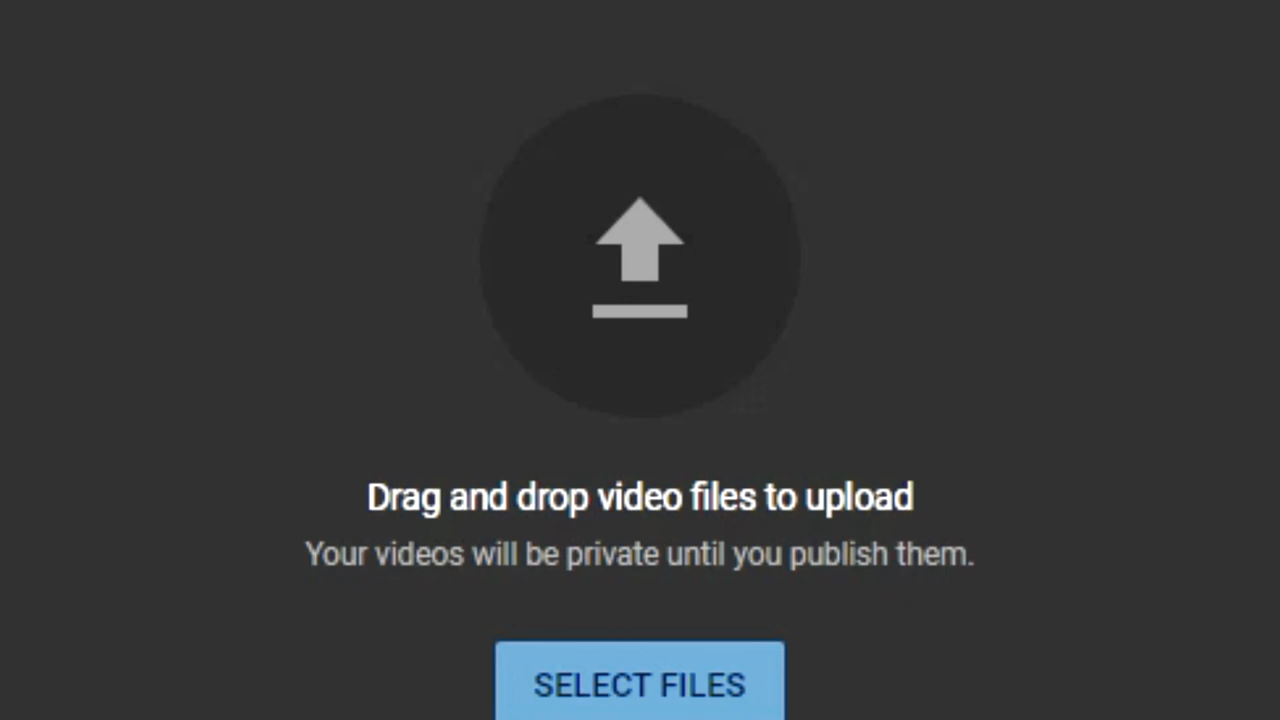 Drag and drop video files to upload
Your videos will be private until you publish them.
SELECT FILES